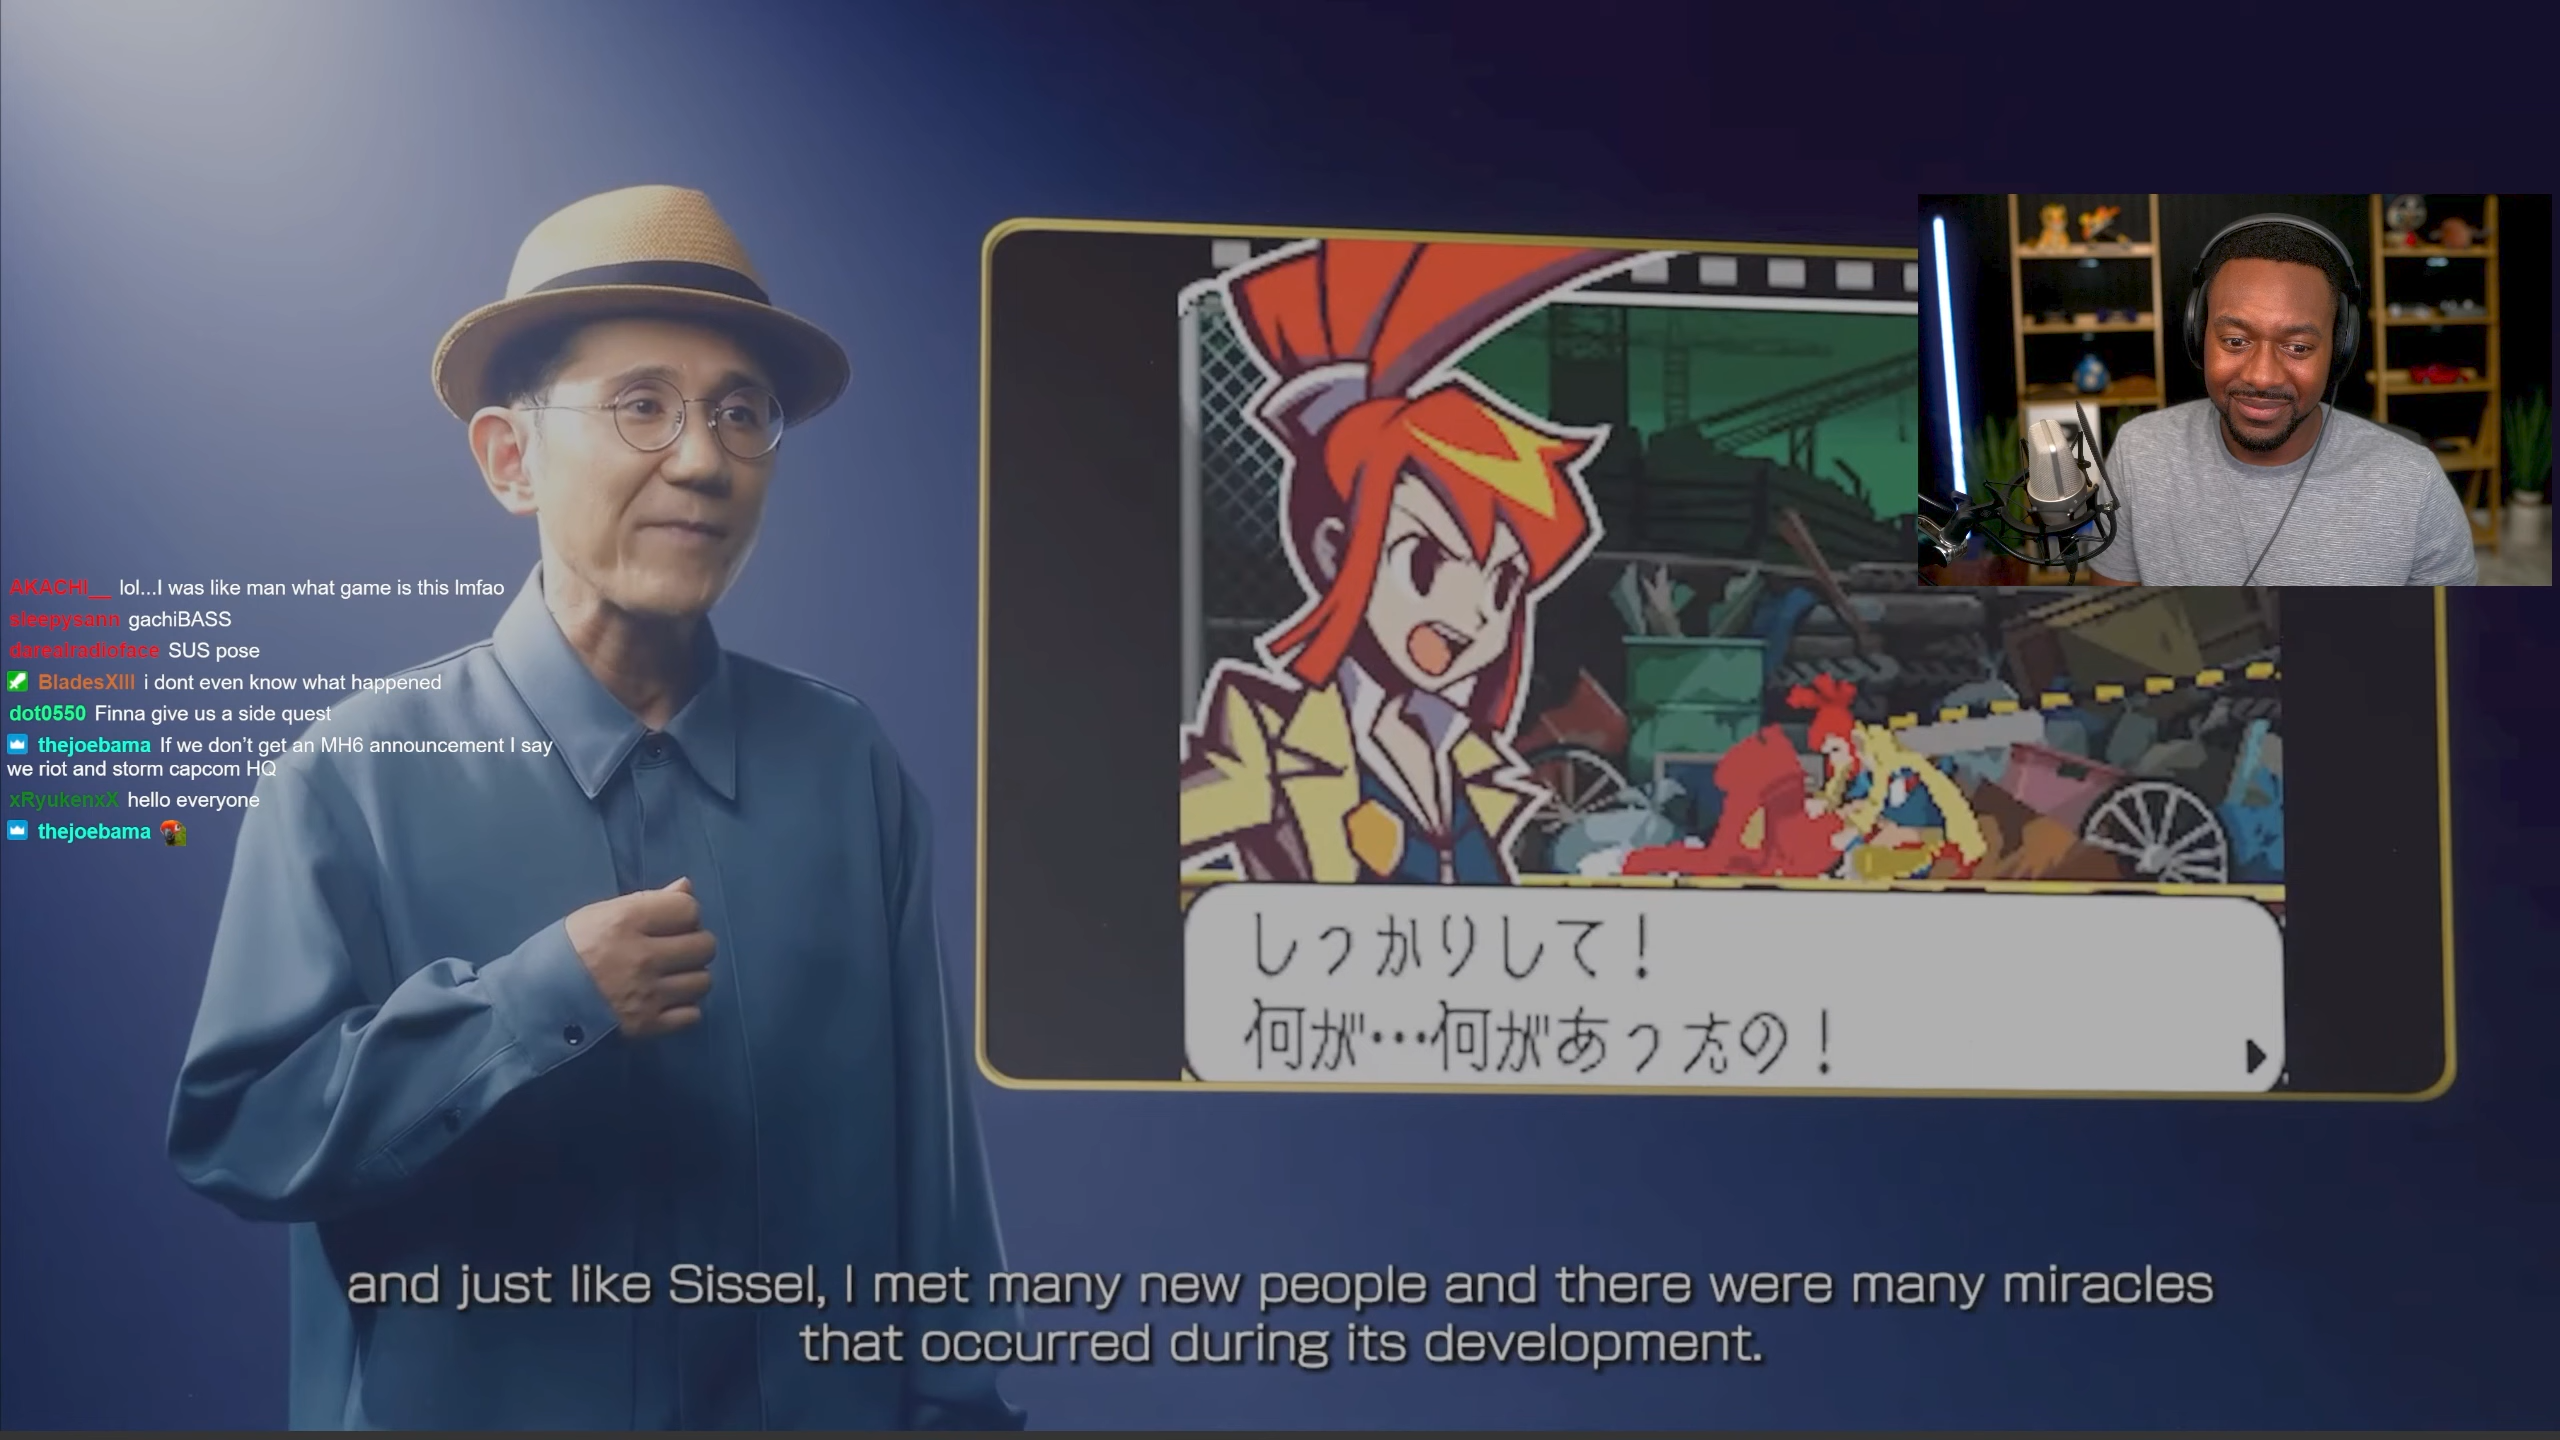 AKACHI__ lol...I was like man what game is this lmfao
sleepysann gachiBASS
darealradioface SUS pose
BladesXIII i dont even know what happened
dot0550 Finna give us a side quest
thejoebama If we don't get an MH6 announcement I say
we riot and storm capcom HQ
xRyukenxX hello everyone
thejoebama
しっかりして！
何が…何があったの！
and just like Sissel, I met many new people and there were many miracles
that occurred during its development.